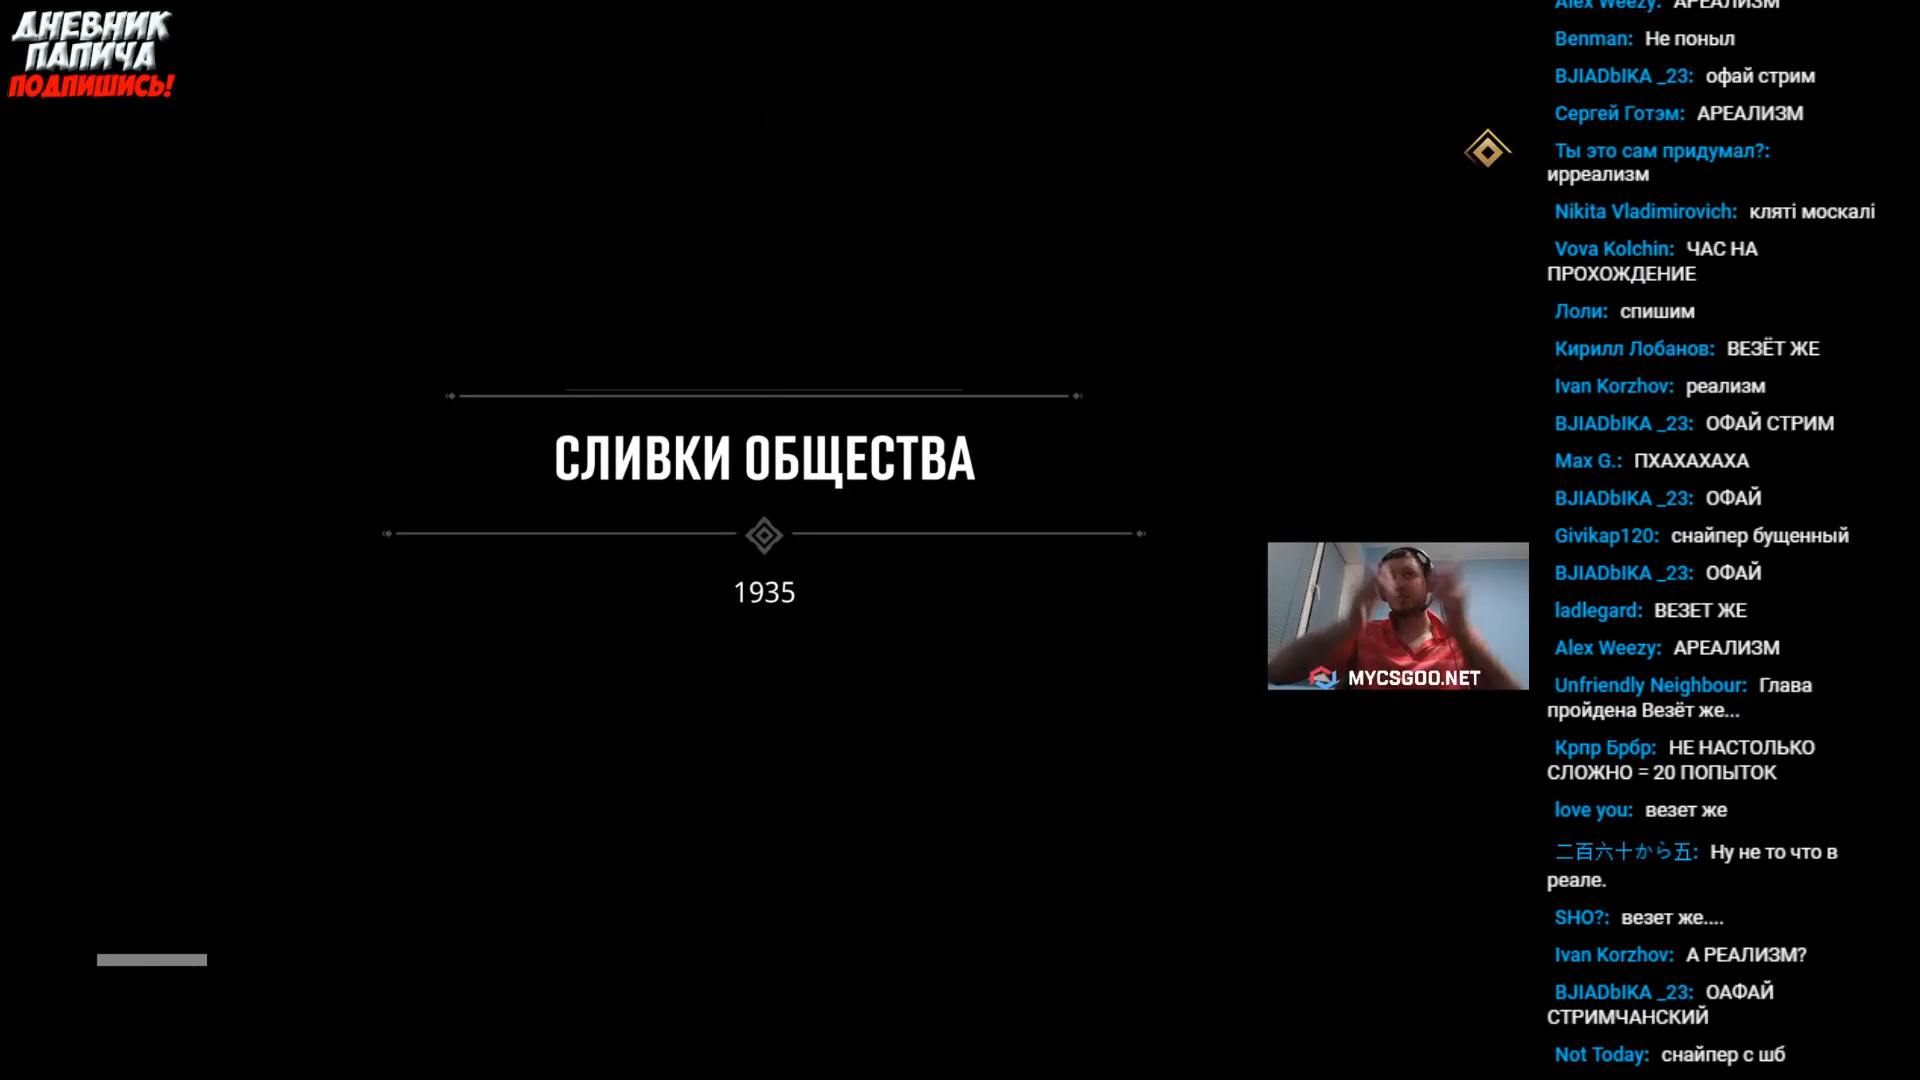 ДНЕВНИК
ПАПИЧА
ПОДПИШИСЬ!
СЛИВКИ ОБЩЕСТВА
1935
MYCSGOO.NET
Alex Weezy: АРЕАЛИЗМ
Benman: Не поныл
BJIADbIKA _23: офай стрим
Сергей Готэм: АРЕАЛИЗМ
Ты это сам придумал?:
ирреализм
Nikita Vladimirovich: кляті москалі
Vova Kolchin: ЧАС НА
ПРОХОЖДЕНИЕ
Лоли: спишим
Кирилл Лобанов: ВЕЗЁТ ЖЕ
Ivan Korzhov: реализм
BJIADbIKA _23: ОФАЙ СТРИМ
Max G.: ПХАХАХАХА
BJIADbIKA _23: ОФАЙ
Givikap120: снайпер бущенный
BJIADbIKA _23: ОФАЙ
ladlegard: ВЕЗЕТ ЖЕ
Alex Weezy: АРЕАЛИЗМ
Unfriendly Neighbour: Глава
пройдена Везёт же...
Крпр Брбр: НЕ НАСТОЛЬКО
СЛОЖНО = 20 ПОПЫТОК
love you: везет же
二百六十から五: Ну не то что в
реале.
SHO?: везет же....
Ivan Korzhov: А РЕАЛИЗМ?
BJIADbIKA _23: ОАФАЙ
СТРИМЧАНСКИЙ
Not Today: снайпер с шб